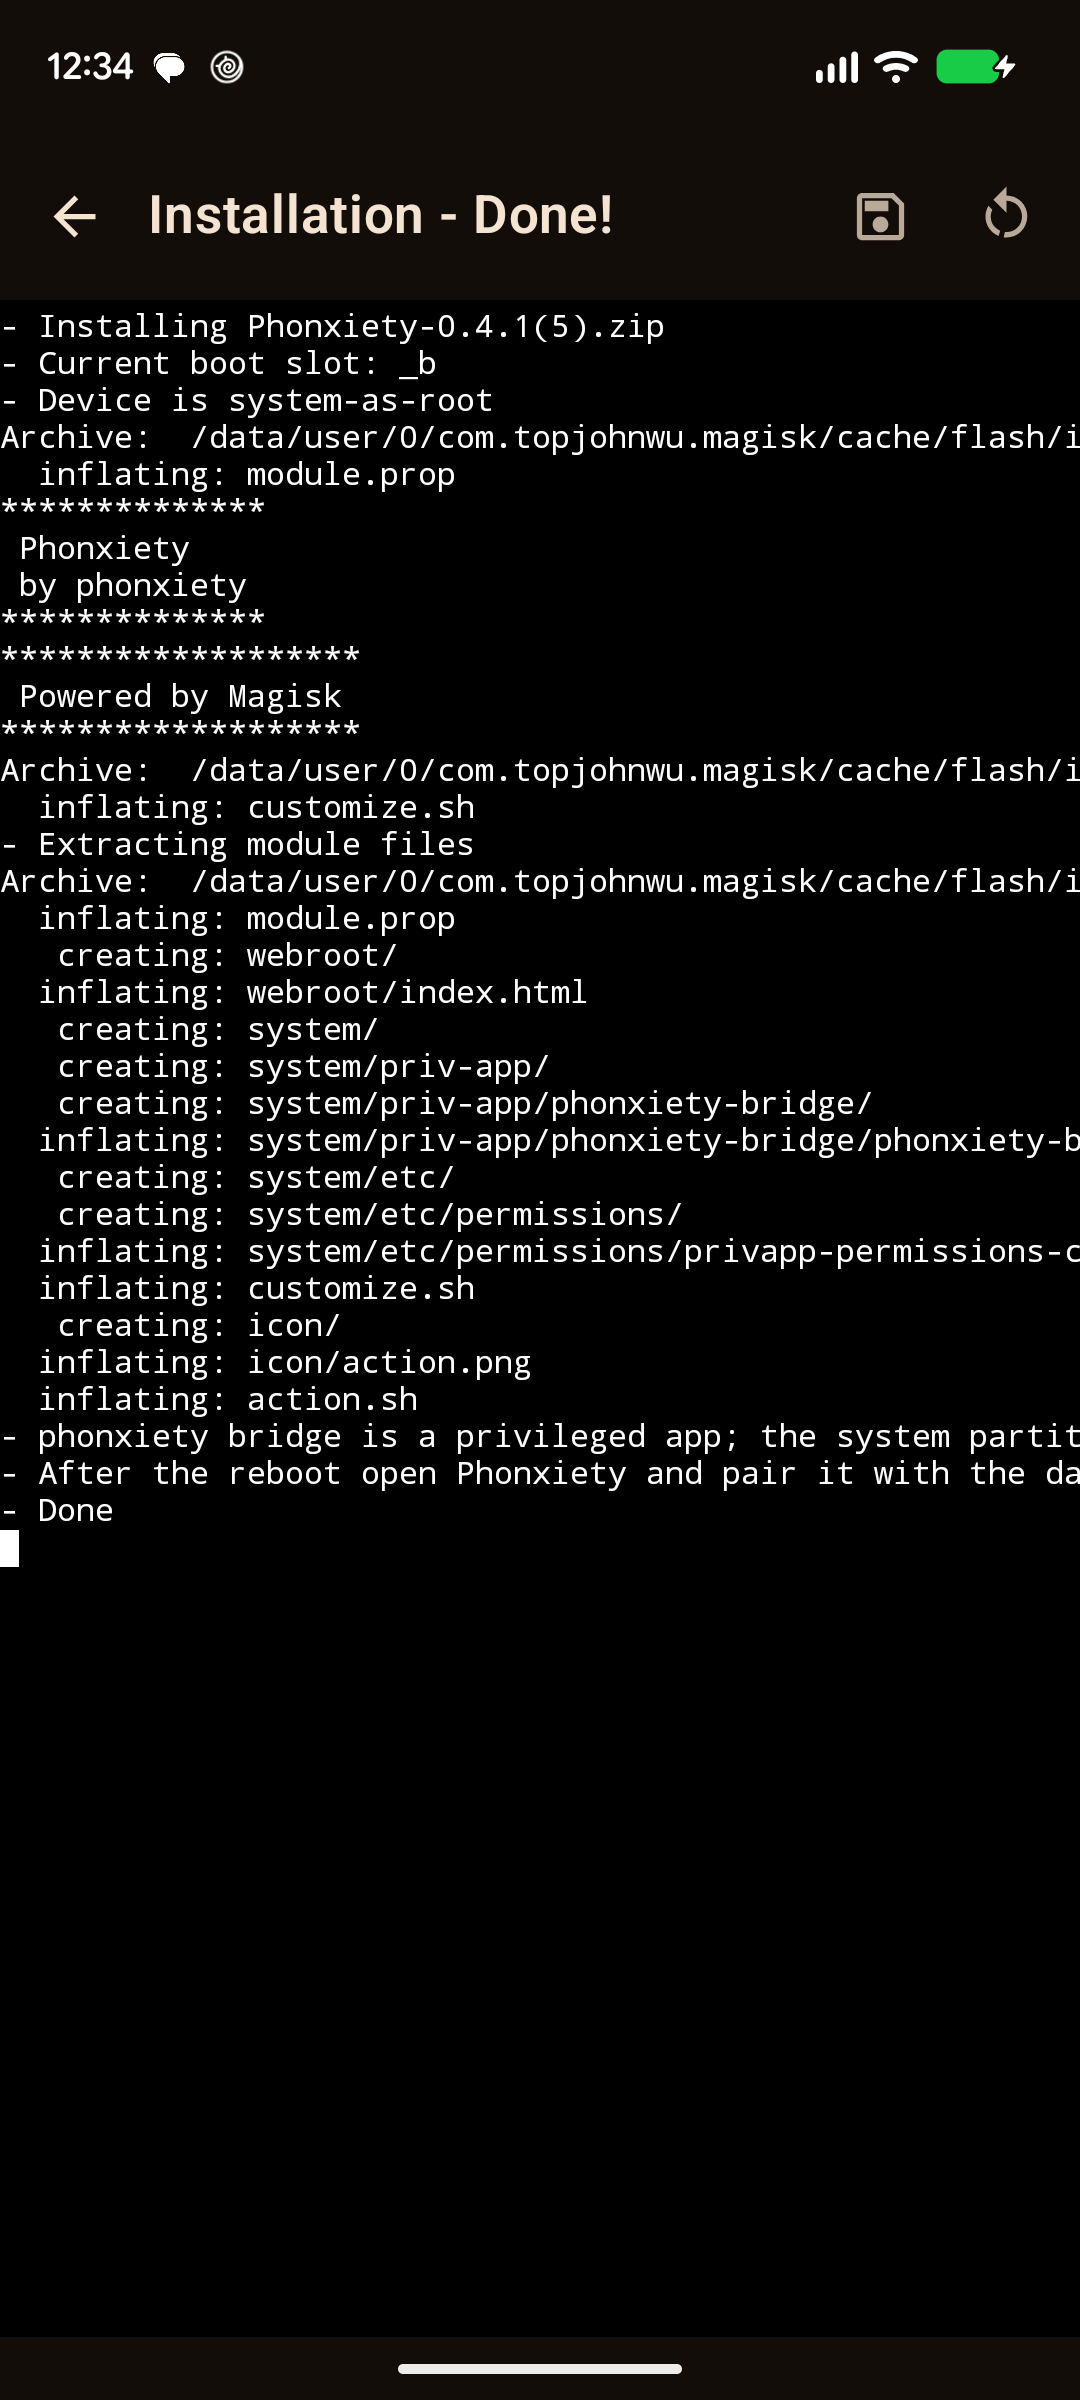 12:34
Installation - Done!
- Installing Phonxiety-0.4.1(5).zip
- Current boot slot: _b
- Device is system-as-root
Archive:  /data/user/0/com.topjohnwu.magisk/cache/flash/i
  inflating: module.prop
**************
 Phonxiety
 by phonxiety
**************
*******************
 Powered by Magisk
*******************
Archive:  /data/user/0/com.topjohnwu.magisk/cache/flash/i
  inflating: customize.sh
- Extracting module files
Archive:  /data/user/0/com.topjohnwu.magisk/cache/flash/i
  inflating: module.prop
   creating: webroot/
  inflating: webroot/index.html
   creating: system/
   creating: system/priv-app/
   creating: system/priv-app/phonxiety-bridge/
  inflating: system/priv-app/phonxiety-bridge/phonxiety-b
   creating: system/etc/
   creating: system/etc/permissions/
  inflating: system/etc/permissions/privapp-permissions-c
  inflating: customize.sh
   creating: icon/
  inflating: icon/action.png
  inflating: action.sh
- phonxiety bridge is a privileged app; the system partit
- After the reboot open Phonxiety and pair it with the da
- Done